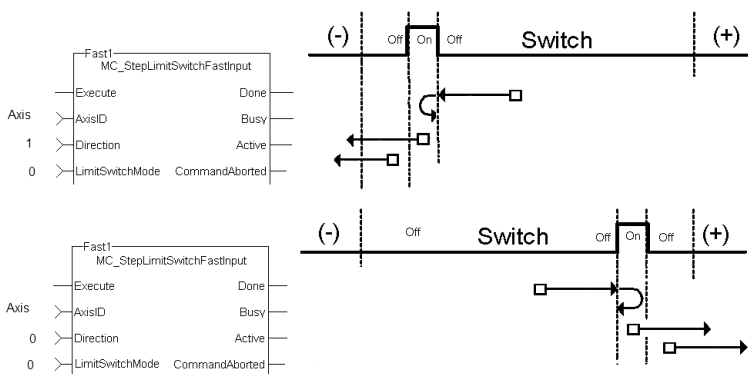 (-) Off On Off Switch (+)
Fast1
MC_StepLimitSwitchFastInput
Execute Done
Axis AxisID Busy
1 Direction Active
0 LimitSwitchMode CommandAborted
(-) Off Switch Off On Off (+)
Fast1
MC_StepLimitSwitchFastInput
Execute Done
Axis AxisID Busy
0 Direction Active
0 LimitSwitchMode CommandAborted